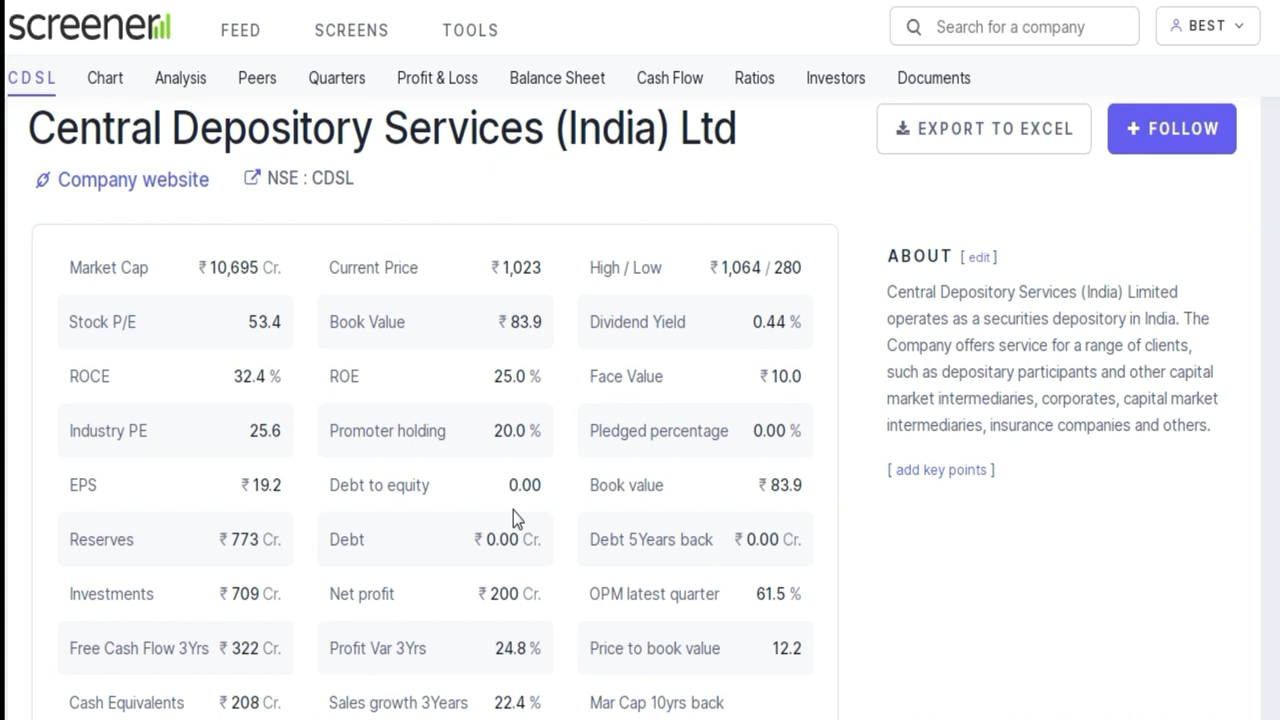 screener FEED SCREENS TOOLS Search for a company BEST
CDSL Chart Analysis Peers Quarters Profit & Loss Balance Sheet Cash Flow Ratios Investors Documents
Central Depository Services (India) Ltd EXPORT TO EXCEL + FOLLOW
Company website NSE : CDSL
Market Cap ₹ 10,695 Cr. Current Price ₹ 1,023 High / Low ₹ 1,064 / 280
Stock P/E 53.4 Book Value ₹ 83.9 Dividend Yield 0.44 %
ROCE 32.4 % ROE 25.0 % Face Value ₹ 10.0
Industry PE 25.6 Promoter holding 20.0 % Pledged percentage 0.00 %
EPS ₹ 19.2 Debt to equity 0.00 Book value ₹ 83.9
Reserves ₹ 773 Cr. Debt ₹ 0.00 Cr. Debt 5Years back ₹ 0.00 Cr.
Investments ₹ 709 Cr. Net profit ₹ 200 Cr. OPM latest quarter 61.5 %
Free Cash Flow 3Yrs ₹ 322 Cr. Profit Var 3Yrs 24.8 % Price to book value 12.2
Cash Equivalents ₹ 208 Cr. Sales growth 3Years 22.4 % Mar Cap 10yrs back
ABOUT [ edit ]
Central Depository Services (India) Limited
operates as a securities depository in India. The
Company offers service for a range of clients,
such as depositary participants and other capital
market intermediaries, corporates, capital market
intermediaries, insurance companies and others.
[ add key points ]